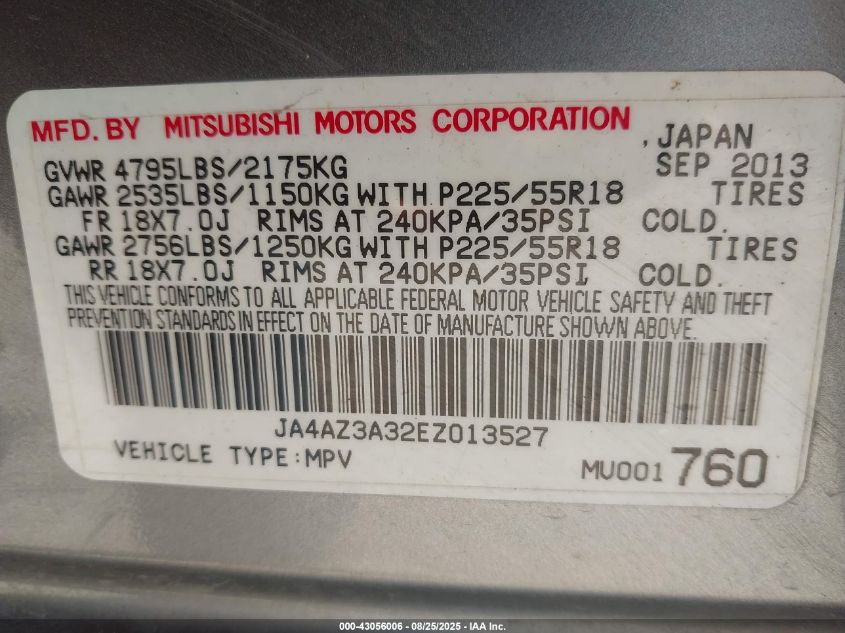 MFD. BY MITSUBISHI MOTORS CORPORATION , JAPAN
GVWR 4795LBS/2175KG SEP 2013
GAWR 2535LBS/1150KG WITH P225/55R18 TIRES
FR 18X7.0J RIMS AT 240KPA/35PSI COLD.
GAWR 2756LBS/1250KG WITH P225/55R18 TIRES
RR 18X7.0J RIMS AT 240KPA/35PSI COLD.
THIS VEHICLE CONFORMS TO ALL APPLICABLE FEDERAL MOTOR VEHICLE SAFETY AND THEFT
PREVENTION STANDARDS IN EFFECT ON THE DATE OF MANUFACTURE SHOWN ABOVE.
JA4AZ3A32EZ013527
VEHICLE TYPE:MPV MU001 760
000-43056006 - 08/25/2025 - IAA Inc.